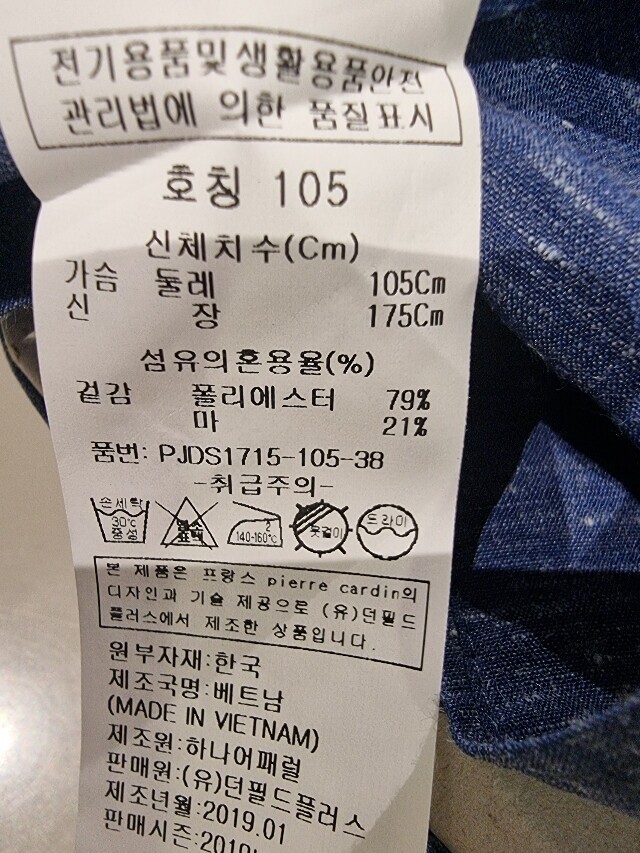 전기용품및생활용품안전
관리법에 의한 품질표시
호칭 105
신체치수(Cm)
가슴 둘레 105Cm
신 장 175Cm
섬유의혼용율(%)
겉감 폴리에스터 79%
마 21%
품번: PJDS1715-105-38
-취급주의-
손세탁
30℃
중성
염소
표백
2
140-160℃
옷걸이
드라이
본 제품은 프랑스 pierre cardin의
디자인과 기술 제공으로 (유)던필드
플러스에서 제조한 상품입니다.
원부자재:한국
제조국명:베트남
(MADE IN VIETNAM)
제조원:하나어패럴
판매원:(유)던필드플러스
제조년월:2019.01